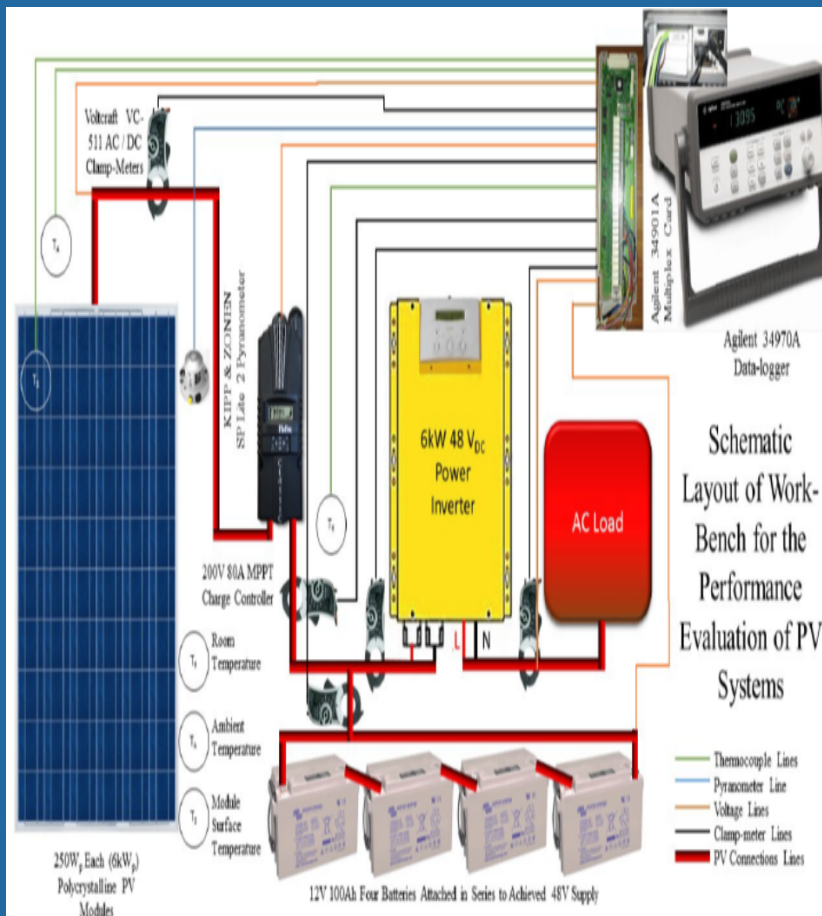 Voltcraft VC-
511 AC / DC
Clamp-Meters
KIPP & ZONEN
SP Lite 2 Pyranometer
Agilent 34901A
Multiplex Card
Agilent 34970A
Data-logger
6kW 48 VDC
Power
Inverter
AC Load
Schematic
Layout of Work-
Bench for the
Performance
Evaluation of PV
Systems
200V 80A MPPT
Charge Controller
L
N
Room
Temperature
Ambient
Temperature
Module
Surface
Temperature
250Wp Each (6kWp)
Polycrystalline PV
Modules
12V 100Ah Four Batteries Attached in Series to Achieved 48V Supply
Thermocouple Lines
Pyranometer Line
Voltage Lines
Clamp-meter Lines
PV Connections Lines